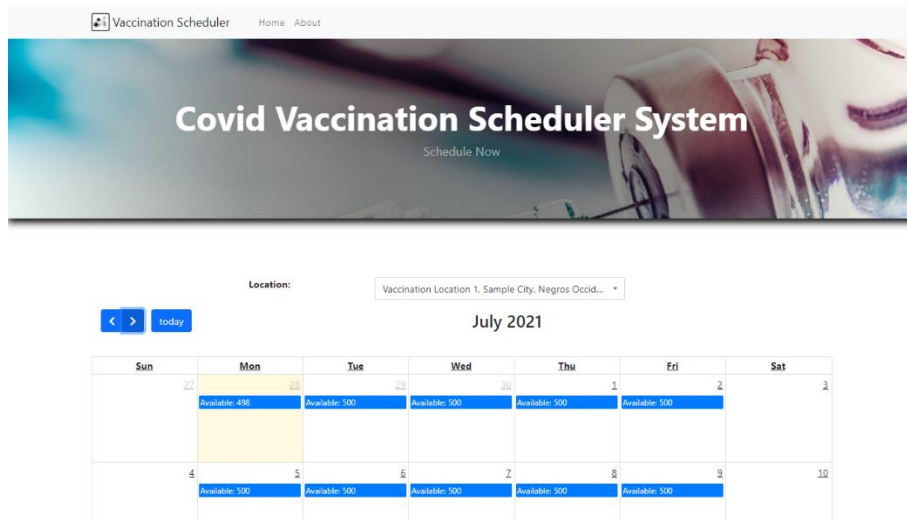 Vaccination Scheduler Home About
Covid Vaccination Scheduler System
Schedule Now
Location: Vaccination Location 1, Sample City, Negros Occid...
today July 2021
Sun Mon Tue Wed Thu Fri Sat
27 28 29 30 1 2 3
Available: 498 Available: 500 Available: 500 Available: 500 Available: 500
4 5 6 7 8 9 10
Available: 500 Available: 500 Available: 500 Available: 500 Available: 500